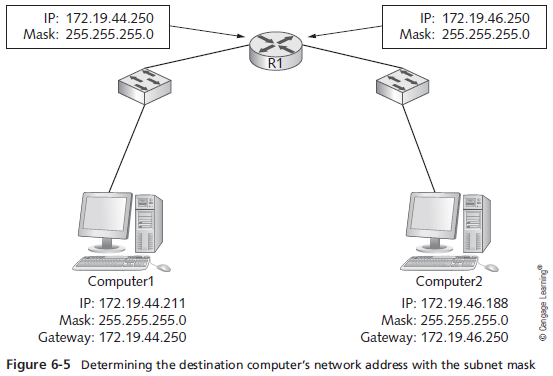 IP: 172.19.44.250
Mask: 255.255.255.0
IP: 172.19.46.250
Mask: 255.255.255.0
R1
Computer1
IP: 172.19.44.211
Mask: 255.255.255.0
Gateway: 172.19.44.250
Computer2
IP: 172.19.46.188
Mask: 255.255.255.0
Gateway: 172.19.46.250
© Cengage Learning®
Figure 6-5 Determining the destination computer's network address with the subnet mask